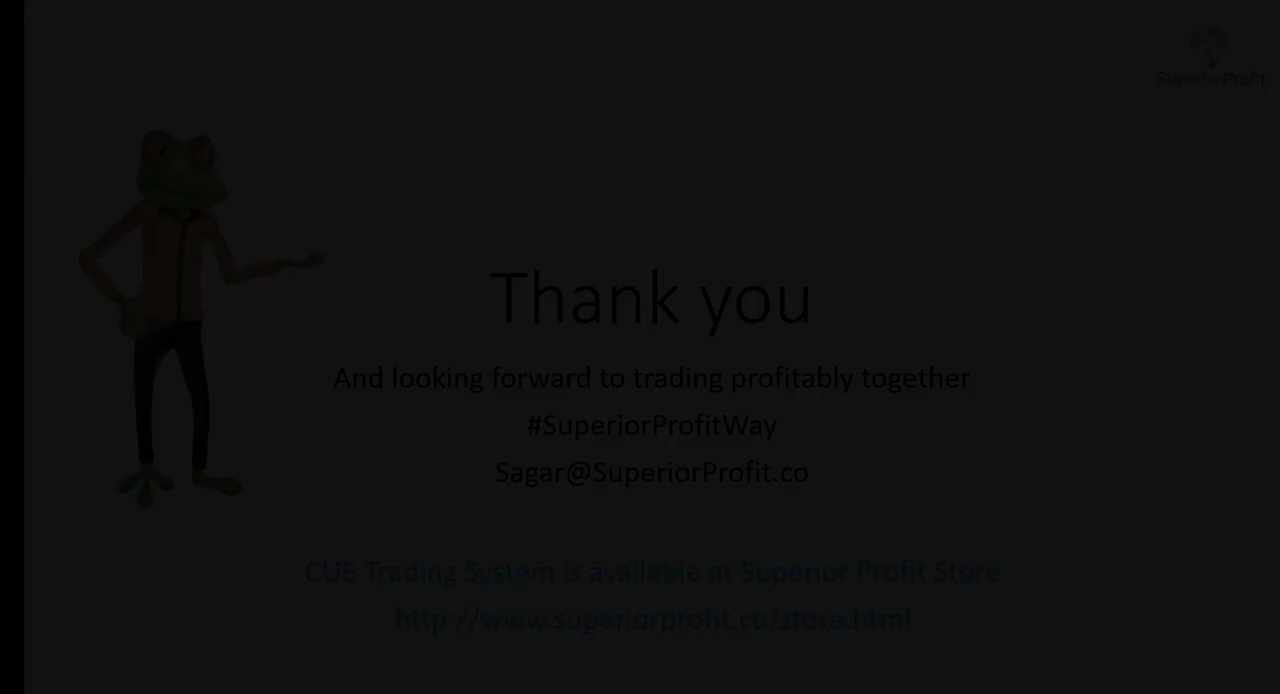 SuperiorProfit
Thank you
And looking forward to trading profitably together
#SuperiorProfitWay
Sagar@SuperiorProfit.co
CUE Trading System is available at Superior Profit Store
http://www.superiorprofit.co/store.html